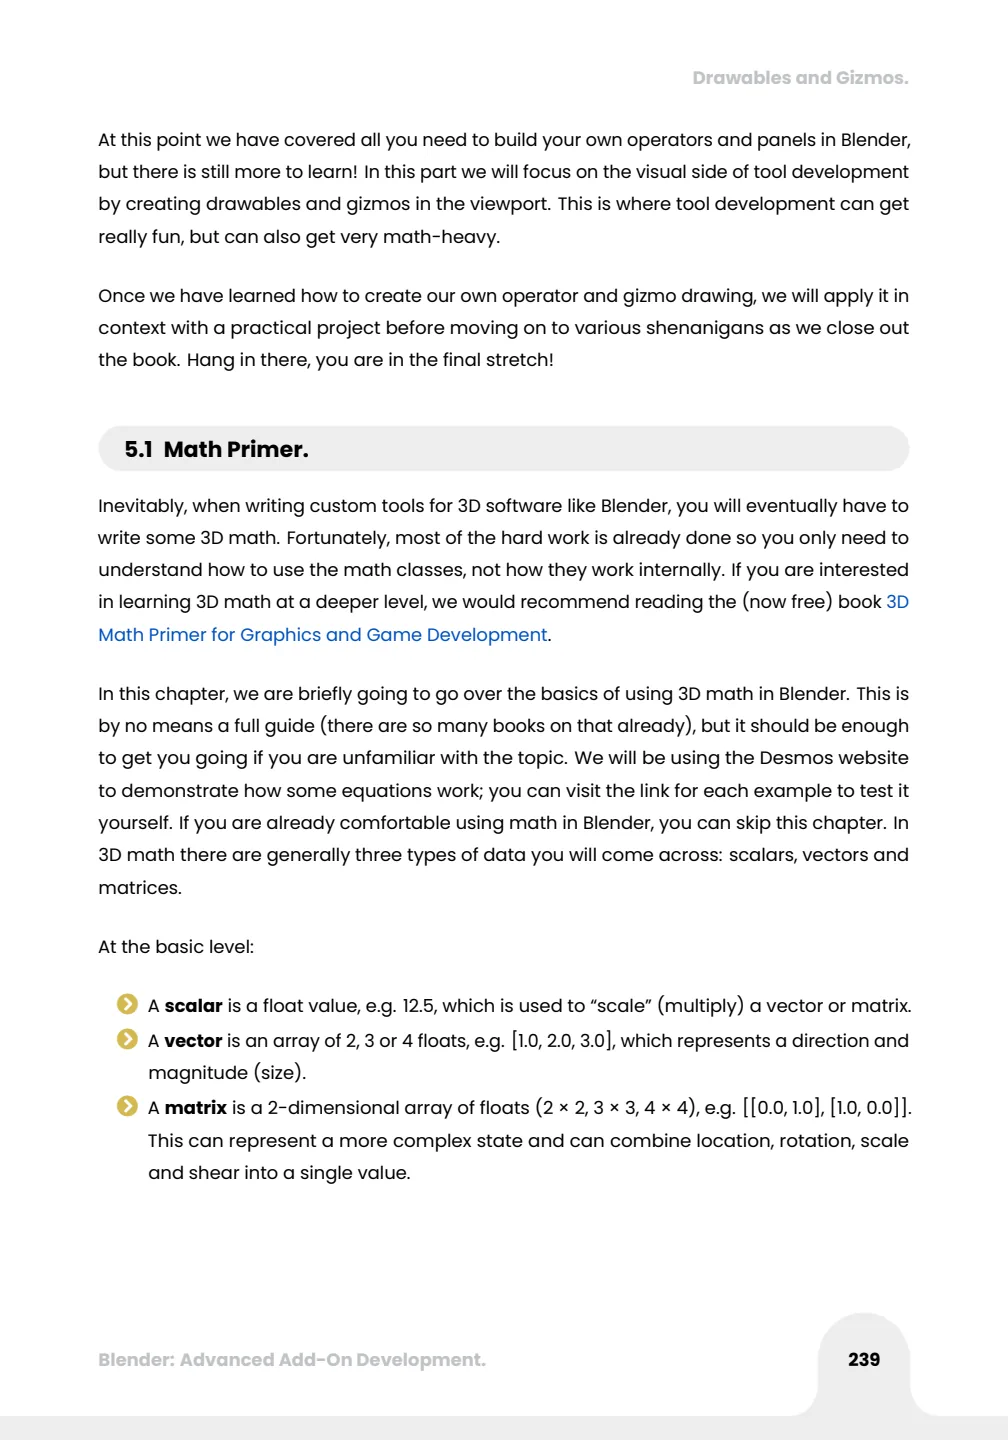 Drawables and Gizmos.
At this point we have covered all you need to build your own operators and panels in Blender,
but there is still more to learn! In this part we will focus on the visual side of tool development
by creating drawables and gizmos in the viewport. This is where tool development can get
really fun, but can also get very math-heavy.
Once we have learned how to create our own operator and gizmo drawing, we will apply it in
context with a practical project before moving on to various shenanigans as we close out
the book. Hang in there, you are in the final stretch!
5.1 Math Primer.
Inevitably, when writing custom tools for 3D software like Blender, you will eventually have to
write some 3D math. Fortunately, most of the hard work is already done so you only need to
understand how to use the math classes, not how they work internally. If you are interested
in learning 3D math at a deeper level, we would recommend reading the (now free) book 3D
Math Primer for Graphics and Game Development.
In this chapter, we are briefly going to go over the basics of using 3D math in Blender. This is
by no means a full guide (there are so many books on that already), but it should be enough
to get you going if you are unfamiliar with the topic. We will be using the Desmos website
to demonstrate how some equations work; you can visit the link for each example to test it
yourself. If you are already comfortable using math in Blender, you can skip this chapter. In
3D math there are generally three types of data you will come across: scalars, vectors and
matrices.
At the basic level:
A scalar is a float value, e.g. 12.5, which is used to “scale” (multiply) a vector or matrix.
A vector is an array of 2, 3 or 4 floats, e.g. [1.0, 2.0, 3.0], which represents a direction and
magnitude (size).
A matrix is a 2-dimensional array of floats (2 × 2, 3 × 3, 4 × 4), e.g. [[0.0, 1.0], [1.0, 0.0]].
This can represent a more complex state and can combine location, rotation, scale
and shear into a single value.
Blender: Advanced Add-On Development.
239